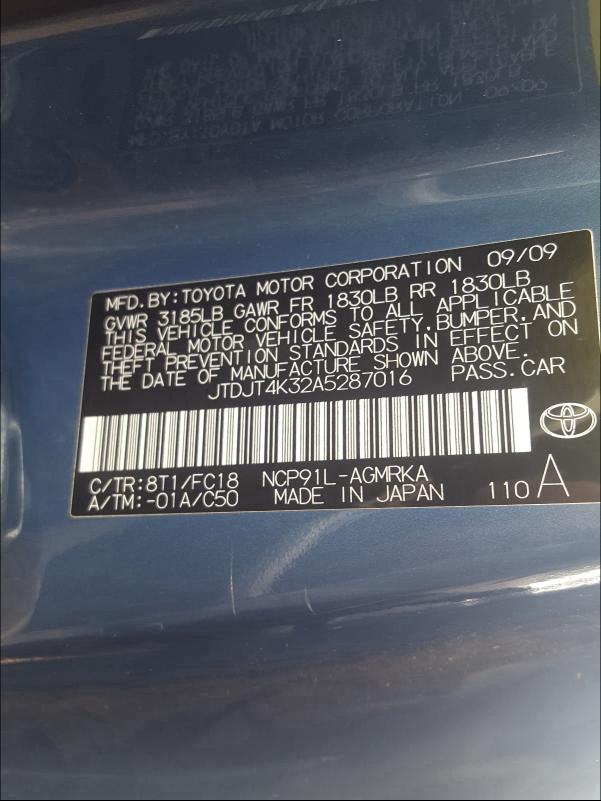 MFD.BY:TOYOTA MOTOR CORPORATION 09/09
GVWR 3185LB GAWR FR 1830LB RR 1830LB
THIS VEHICLE CONFORMS TO ALL APPLICABLE
FEDERAL MOTOR VEHICLE SAFETY,BUMPER,AND
THEFT PREVENTION STANDARDS IN EFFECT ON
THE DATE OF MANUFACTURE SHOWN ABOVE.
JTDJT4K32A5287016 PASS.CAR
C/TR:8T1/FC18 NCP91L-AGMRKA
A/TM:-01A/C50 MADE IN JAPAN 110 A